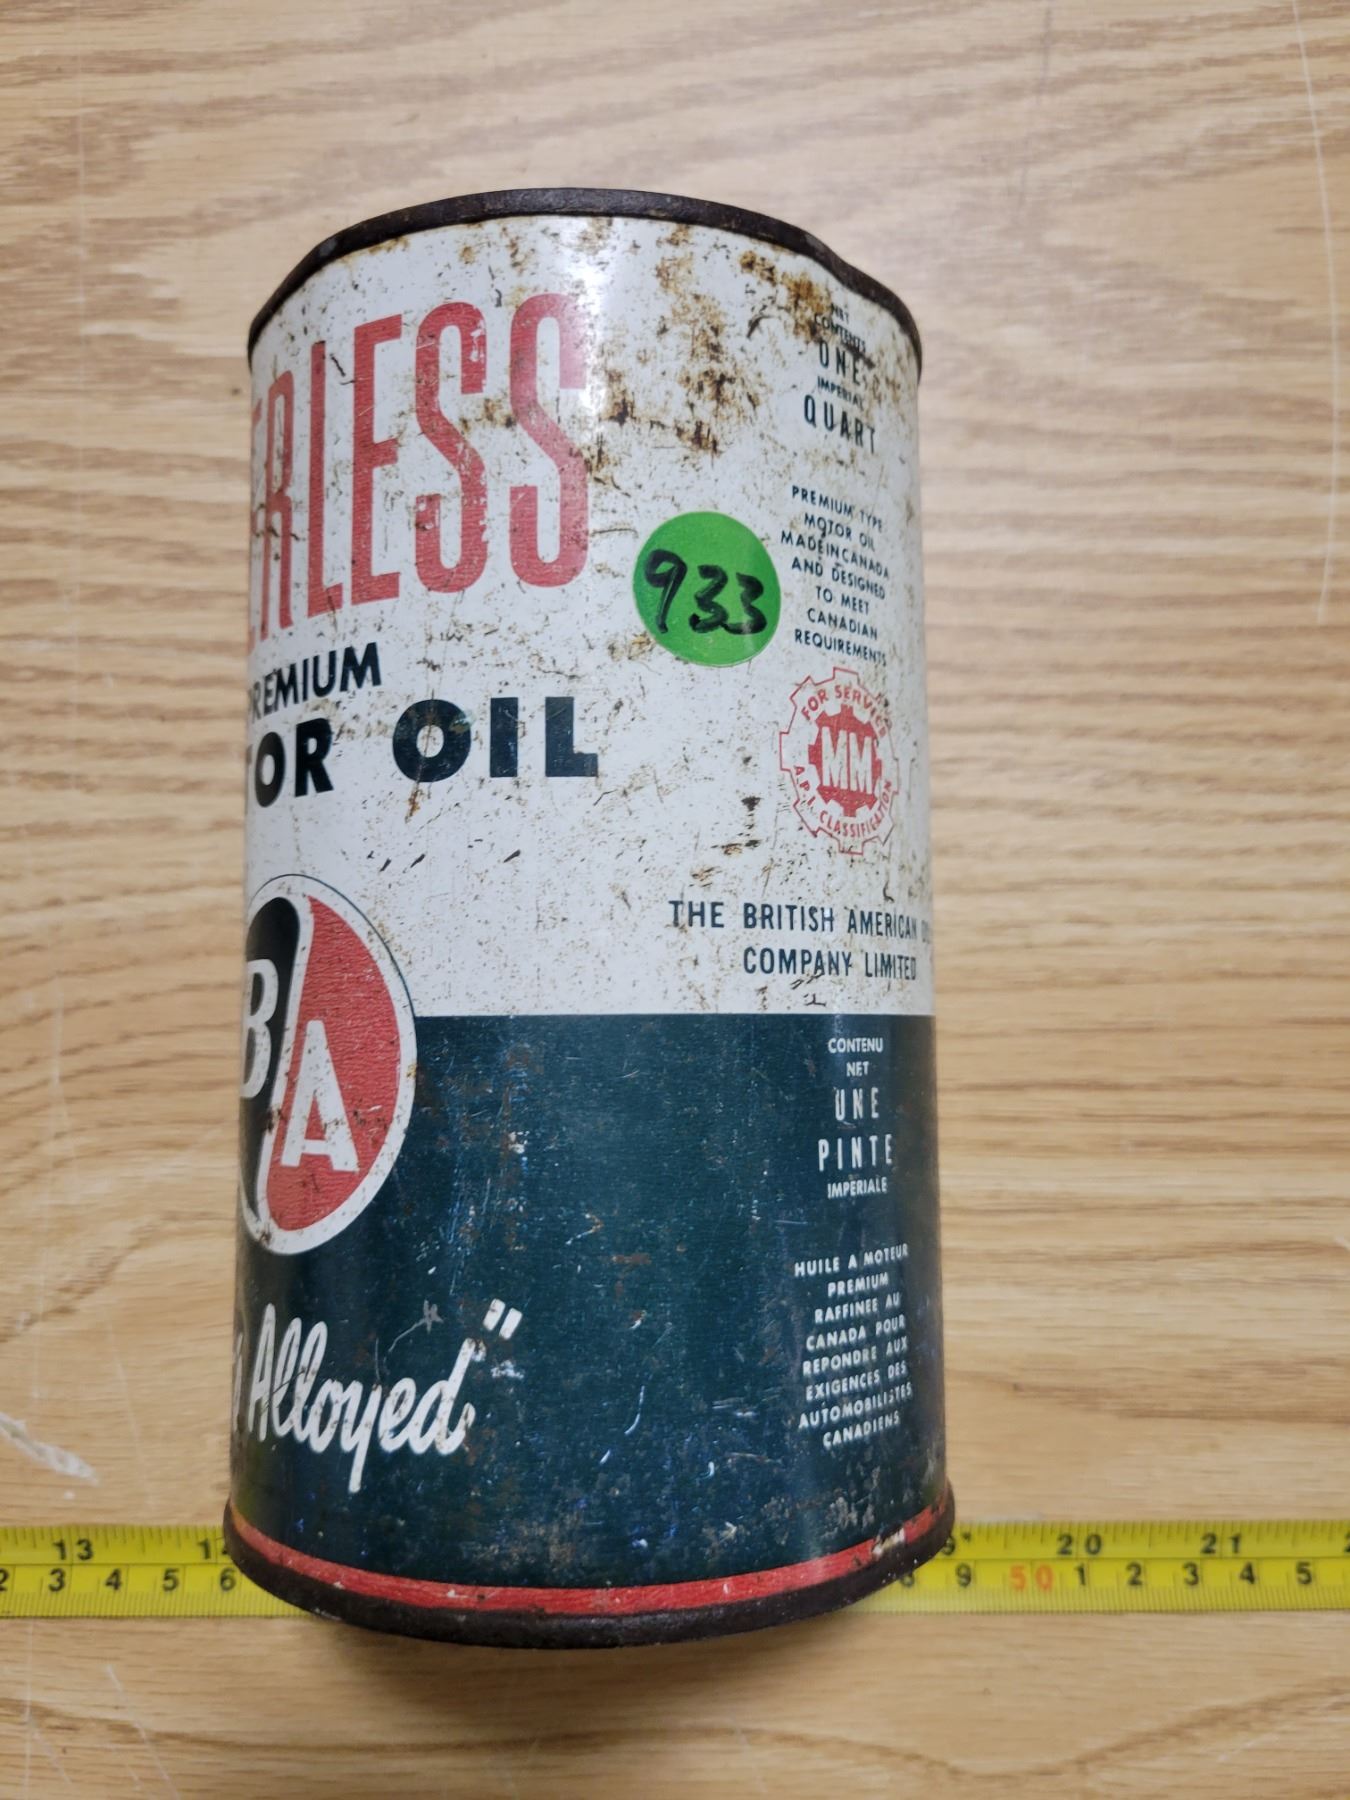 ERLESS
PREMIUM
TOR OIL
B/A
Alloyed"
933
NET
CONTENTS
ONE
IMPERIAL
QUART
PREMIUM TYPE
MOTOR OIL
MADE IN CANADA
AND DESIGNED
TO MEET
CANADIAN
REQUIREMENTS
FOR SERVICE
MM
A.P.I. CLASSIFICATION
THE BRITISH AMERICAN
COMPANY LIMITED
CONTENU
NET
UNE
PINTE
IMPERIALE
HUILE A MOTEUR
PREMIUM
RAFFINEE AU
CANADA POUR
REPONDRE AUX
EXIGENCES DES
AUTOMOBILISTES
CANADIENS
13 20 21
2 3 4 5 6 8 9 50 1 2 3 4 5